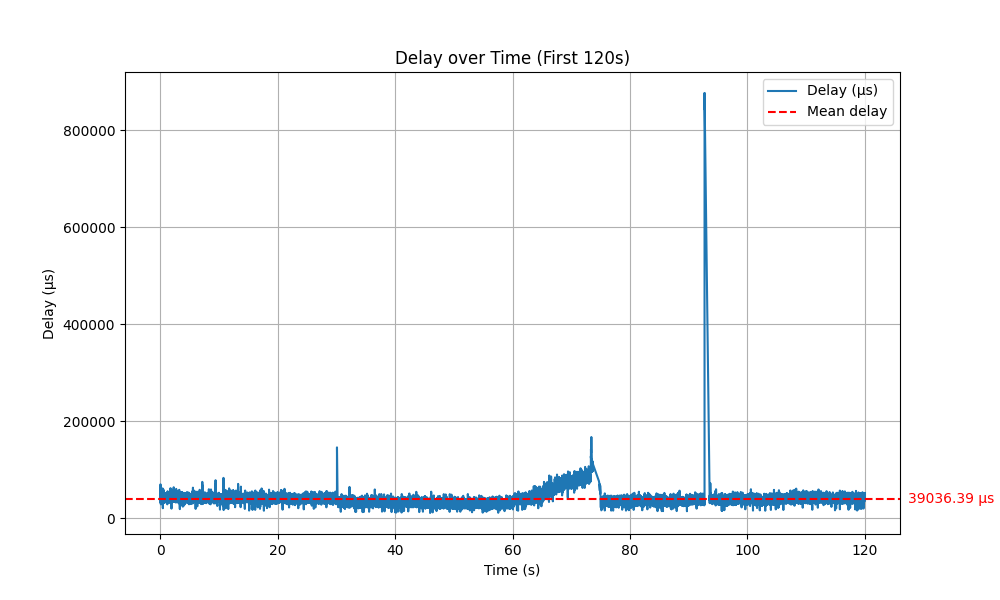 Delay over Time (First 120s)
Delay (µs)
Mean delay
800000
600000
400000
200000
0
Delay (µs)
39036.39 µs
0
20
40
60
80
100
120
Time (s)